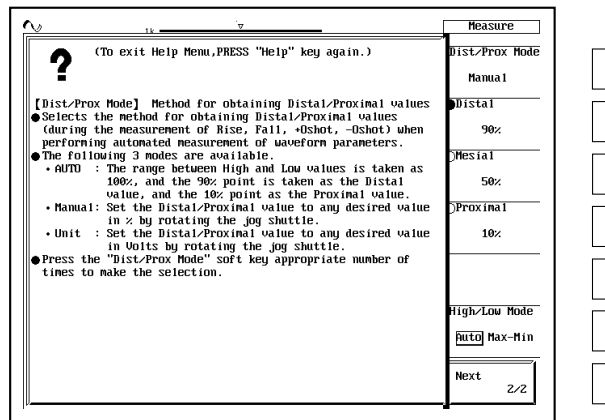 1k
Measure
?
(To exit Help Menu,PRESS "Help" key again.)
【Dist/Prox Mode】 Method for obtaining Distal/Proximal values
●Selects the method for obtaining Distal/Proximal values
(during the measurement of Rise, Fall, +Oshot, -Oshot) when
performing automated measurement of waveform parameters.
●The following 3 modes are available.
・AUTO : The range between High and Low values is taken as
100%, and the 90% point is taken as the Distal
value, and the 10% point as the Proximal value.
・Manual: Set the Distal/Proximal value to any desired value
in % by rotating the jog shuttle.
・Unit : Set the Distal/Proximal value to any desired value
in Volts by rotating the jog shuttle.
●Press the "Dist/Prox Mode" soft key appropriate number of
times to make the selection.
Dist/Prox Mode
Manual
Distal
90%
Mesial
50%
Proximal
10%
High/Low Mode
Auto Max-Min
Next
2/2